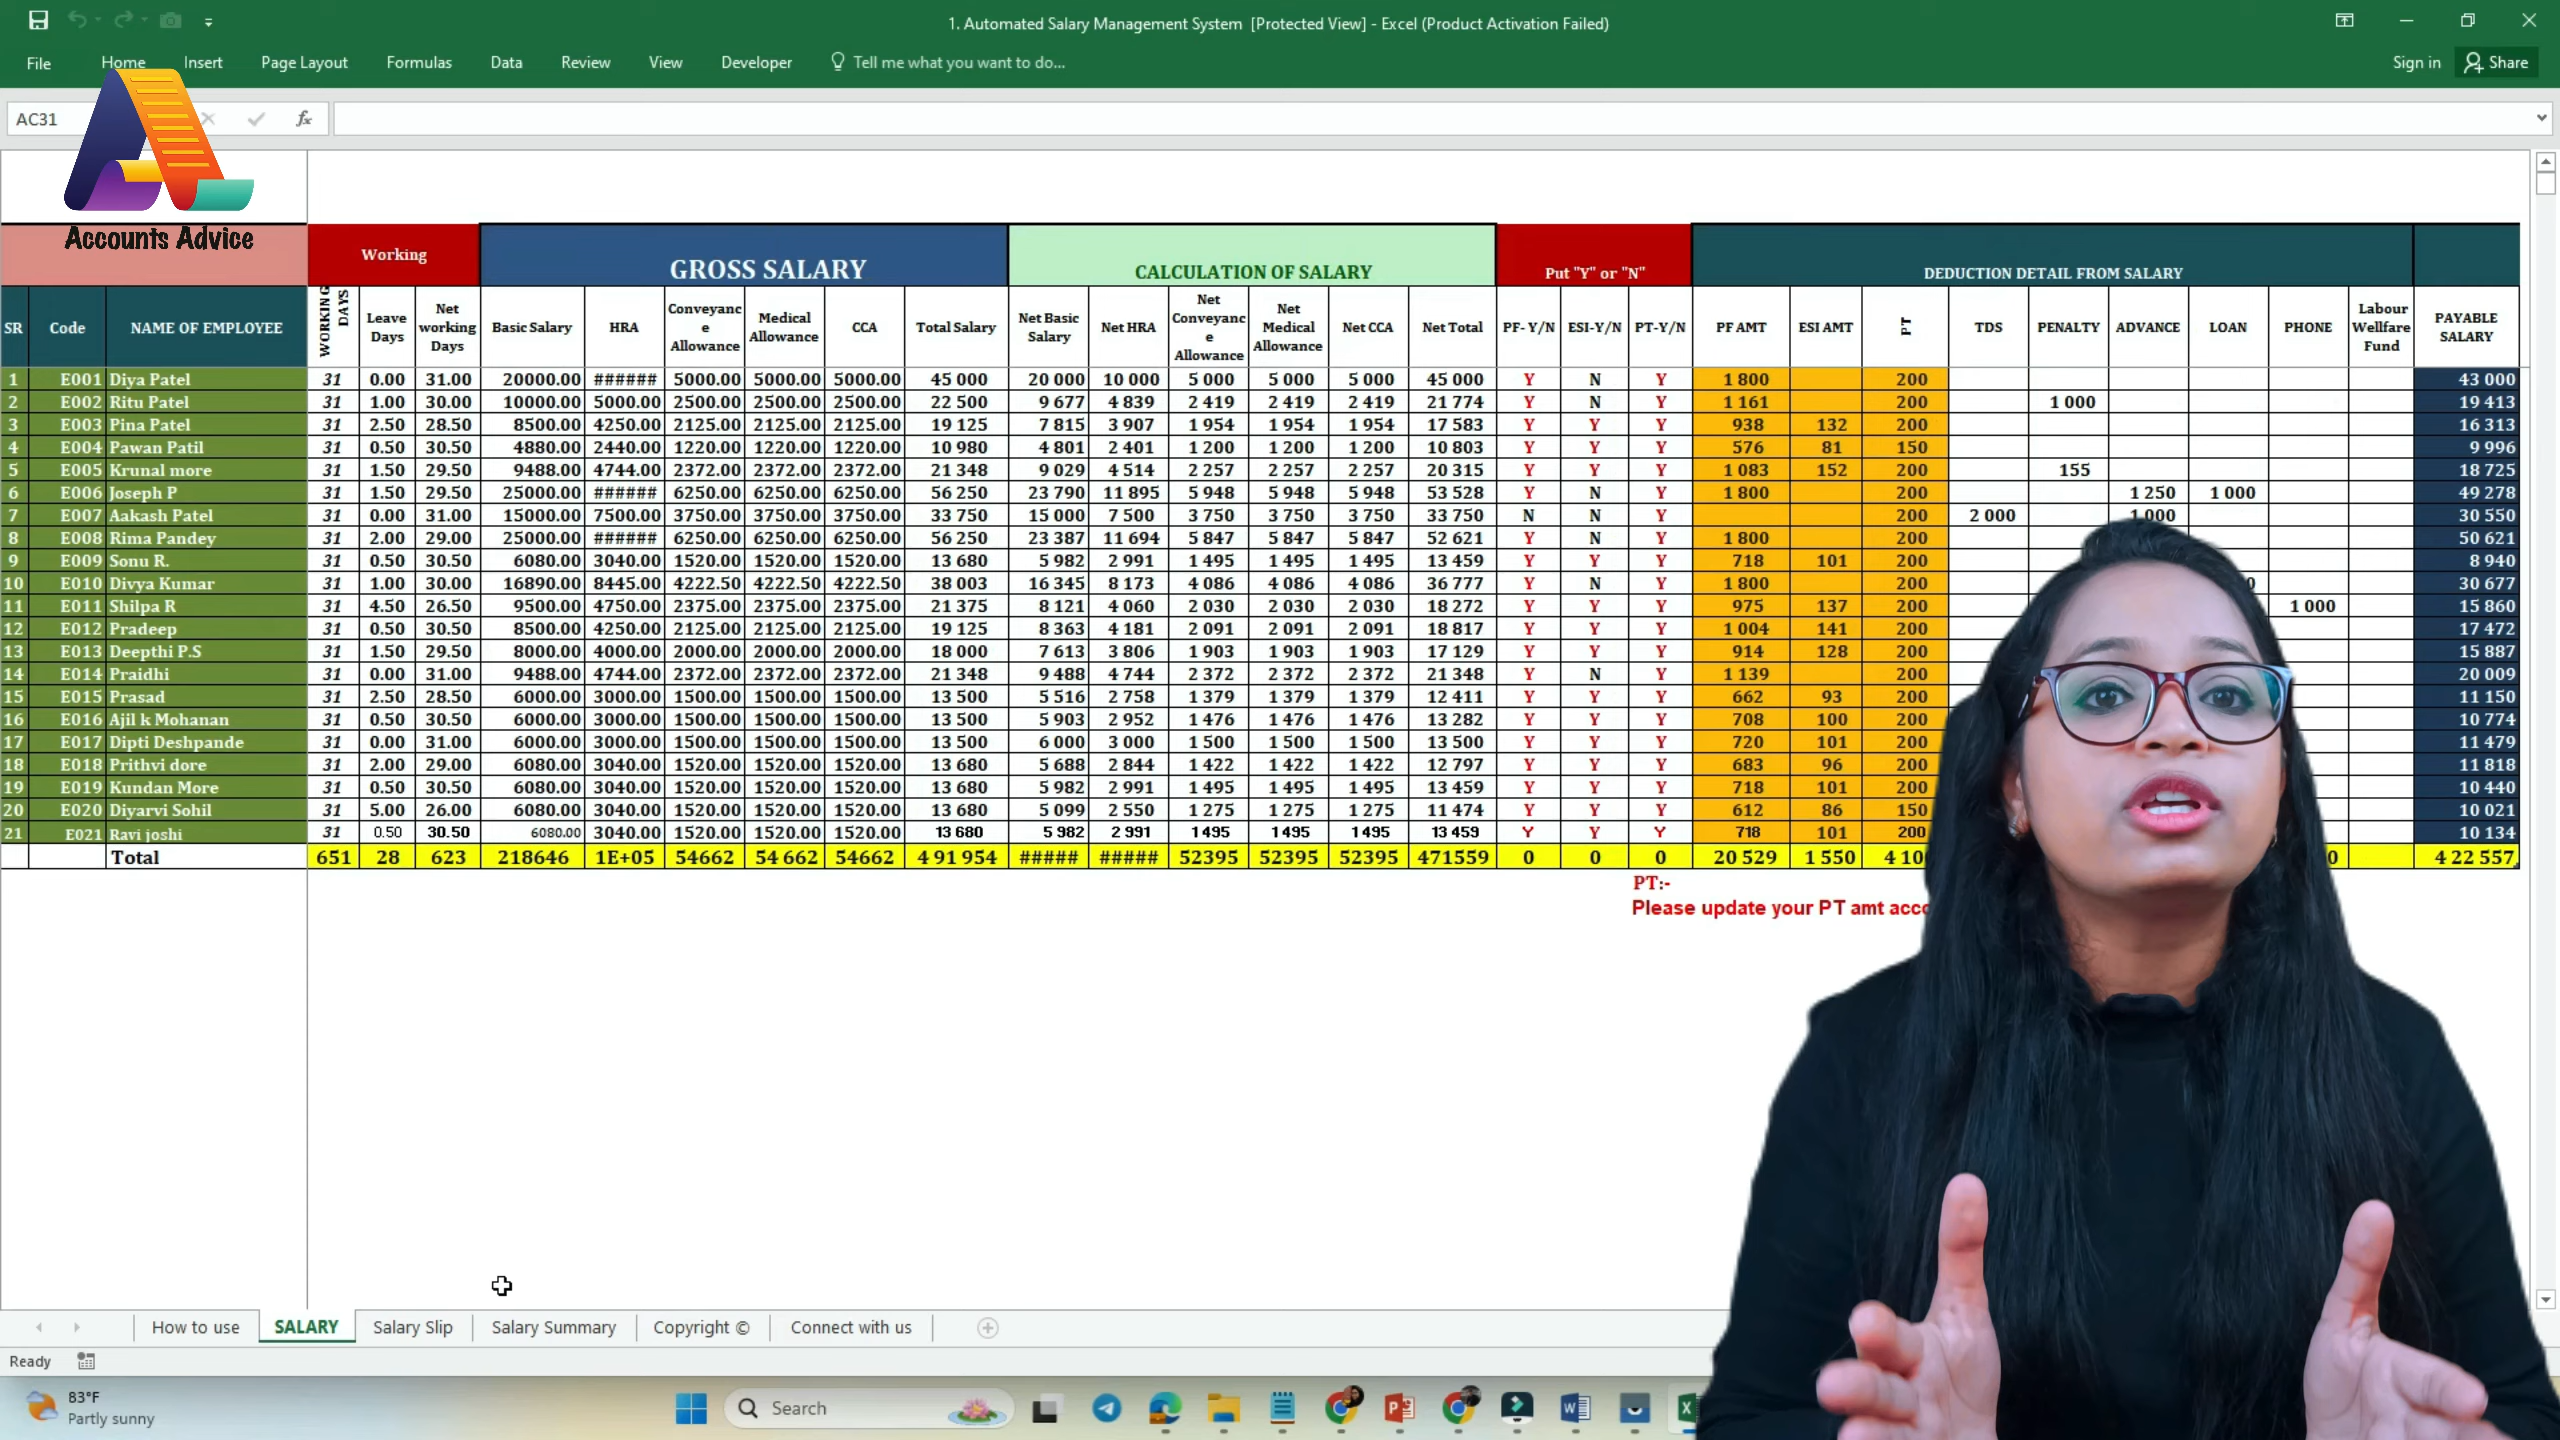 1. Automated Salary Management System [Protected View] - Excel (Product Activation Failed)
File Home Insert Page Layout Formulas Data Review View Developer Tell me what you want to do... Sign in Share
AC31 fx
Accounts Advice
Working GROSS SALARY CALCULATION OF SALARY Put "Y" or "N" DEDUCTION DETAIL FROM SALARY
SR Code NAME OF EMPLOYEE WORKING DAYS Leave Days Net working Days Basic Salary HRA Conveyance Allowance Medical Allowance CCA Total Salary Net Basic Salary Net HRA Net Conveyance Allowance Net Medical Allowance Net CCA Net Total PF- Y/N ESI-Y/N PT-Y/N PF AMT ESI AMT PT TDS PENALTY ADVANCE LOAN PHONE Labour Wellfare Fund PAYABLE SALARY
1 E001 Diya Patel 31 0.00 31.00 20000.00 ###### 5000.00 5000.00 5000.00 45 000 20 000 10 000 5 000 5 000 5 000 45 000 Y N Y 1 800 200 43 000
2 E002 Ritu Patel 31 1.00 30.00 10000.00 5000.00 2500.00 2500.00 2500.00 22 500 9 677 4 839 2 419 2 419 2 419 21 774 Y N Y 1 161 200 1 000 19 413
3 E003 Pina Patel 31 2.50 28.50 8500.00 4250.00 2125.00 2125.00 2125.00 19 125 7 815 3 907 1 954 1 954 1 954 17 583 Y Y Y 938 132 200 16 313
4 E004 Pawan Patil 31 0.50 30.50 4880.00 2440.00 1220.00 1220.00 1220.00 10 980 4 801 2 401 1 200 1 200 1 200 10 803 Y Y Y 576 81 150 9 996
5 E005 Krunal more 31 1.50 29.50 9488.00 4744.00 2372.00 2372.00 2372.00 21 348 9 029 4 514 2 257 2 257 2 257 20 315 Y Y Y 1 083 152 200 155 18 725
6 E006 Joseph P 31 1.50 29.50 25000.00 ###### 6250.00 6250.00 6250.00 56 250 23 790 11 895 5 948 5 948 5 948 53 528 Y N Y 1 800 200 1 250 1 000 49 278
7 E007 Aakash Patel 31 0.00 31.00 15000.00 7500.00 3750.00 3750.00 3750.00 33 750 15 000 7 500 3 750 3 750 3 750 33 750 N N Y 200 2 000 1 000 30 550
8 E008 Rima Pandey 31 2.00 29.00 25000.00 ###### 6250.00 6250.00 6250.00 56 250 23 387 11 694 5 847 5 847 5 847 52 621 Y N Y 1 800 200 50 621
9 E009 Sonu R. 31 0.50 30.50 6080.00 3040.00 1520.00 1520.00 1520.00 13 680 5 982 2 991 1 495 1 495 1 495 13 459 Y Y Y 718 101 200 8 940
10 E010 Divya Kumar 31 1.00 30.00 16890.00 8445.00 4222.50 4222.50 4222.50 38 003 16 345 8 173 4 086 4 086 4 086 36 777 Y N Y 1 800 200 30 677
11 E011 Shilpa R 31 4.50 26.50 9500.00 4750.00 2375.00 2375.00 2375.00 21 375 8 121 4 060 2 030 2 030 2 030 18 272 Y Y Y 975 137 200 1 000 15 860
12 E012 Pradeep 31 0.50 30.50 8500.00 4250.00 2125.00 2125.00 2125.00 19 125 8 363 4 181 2 091 2 091 2 091 18 817 Y Y Y 1 004 141 200 17 472
13 E013 Deepthi P.S 31 1.50 29.50 8000.00 4000.00 2000.00 2000.00 2000.00 18 000 7 613 3 806 1 903 1 903 1 903 17 129 Y Y Y 914 128 200 15 887
14 E014 Praidhi 31 0.00 31.00 9488.00 4744.00 2372.00 2372.00 2372.00 21 348 9 488 4 744 2 372 2 372 2 372 21 348 Y N Y 1 139 200 20 009
15 E015 Prasad 31 2.50 28.50 6000.00 3000.00 1500.00 1500.00 1500.00 13 500 5 516 2 758 1 379 1 379 1 379 12 411 Y Y Y 662 93 200 11 150
16 E016 Ajil k Mohanan 31 0.50 30.50 6000.00 3000.00 1500.00 1500.00 1500.00 13 500 5 903 2 952 1 476 1 476 1 476 13 282 Y Y Y 708 100 200 10 774
17 E017 Dipti Deshpande 31 0.00 31.00 6000.00 3000.00 1500.00 1500.00 1500.00 13 500 6 000 3 000 1 500 1 500 1 500 13 500 Y Y Y 720 101 200 11 479
18 E018 Prithvi dore 31 2.00 29.00 6080.00 3040.00 1520.00 1520.00 1520.00 13 680 5 688 2 844 1 422 1 422 1 422 12 797 Y Y Y 683 96 200 11 818
19 E019 Kundan More 31 0.50 30.50 6080.00 3040.00 1520.00 1520.00 1520.00 13 680 5 982 2 991 1 495 1 495 1 495 13 459 Y Y Y 718 101 200 10 440
20 E020 Diyarvi Sohil 31 5.00 26.00 6080.00 3040.00 1520.00 1520.00 1520.00 13 680 5 099 2 550 1 275 1 275 1 275 11 474 Y Y Y 612 86 150 10 021
21 E021 Ravi joshi 31 0.50 30.50 6080.00 3040.00 1520.00 1520.00 1520.00 13 680 5 982 2 991 1 495 1 495 1 495 13 459 Y Y Y 718 101 200 10 134
Total 651 28 623 218646 1E+05 54662 54 662 54662 4 91 954 ##### ##### 52395 52395 52395 471559 0 0 0 20 529 1 550 4 22 557
PT:-
Please update your PT amt
How to use SALARY Salary Slip Salary Summary Copyright © Connect with us
Ready
83°F
Partly sunny
Search